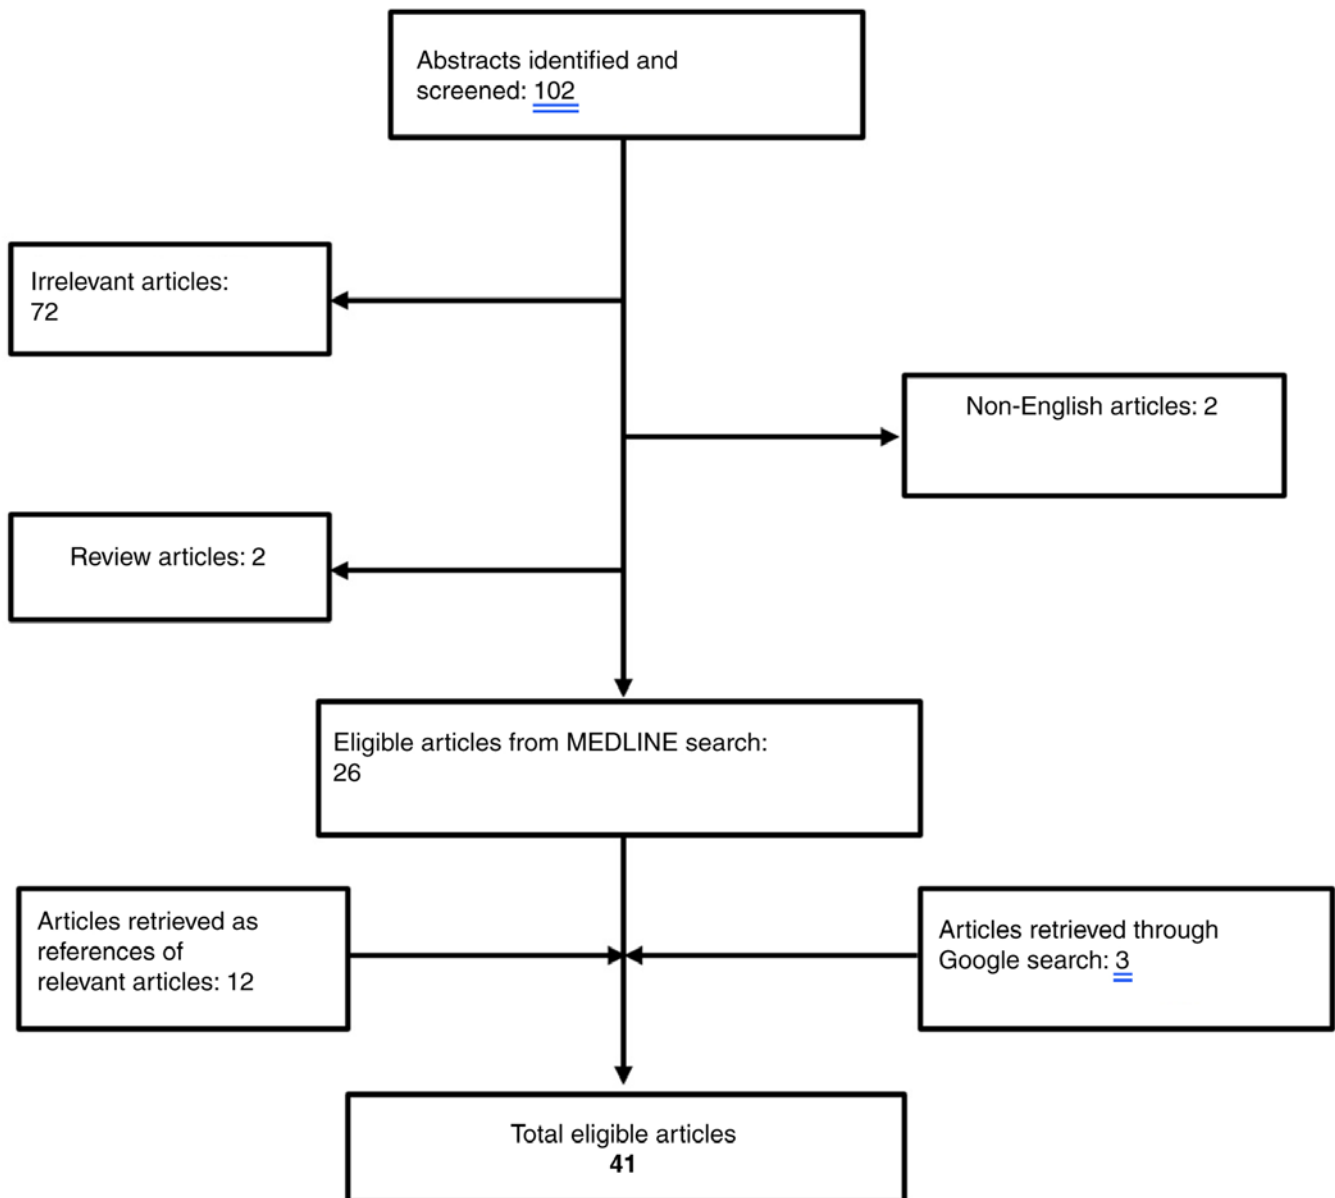 Abstracts identified and
screened: 102
Irrelevant articles:
72
Non-English articles: 2
Review articles: 2
Eligible articles from MEDLINE search:
26
Articles retrieved as
references of
relevant articles: 12
Articles retrieved through
Google search: 3
Total eligible articles
41